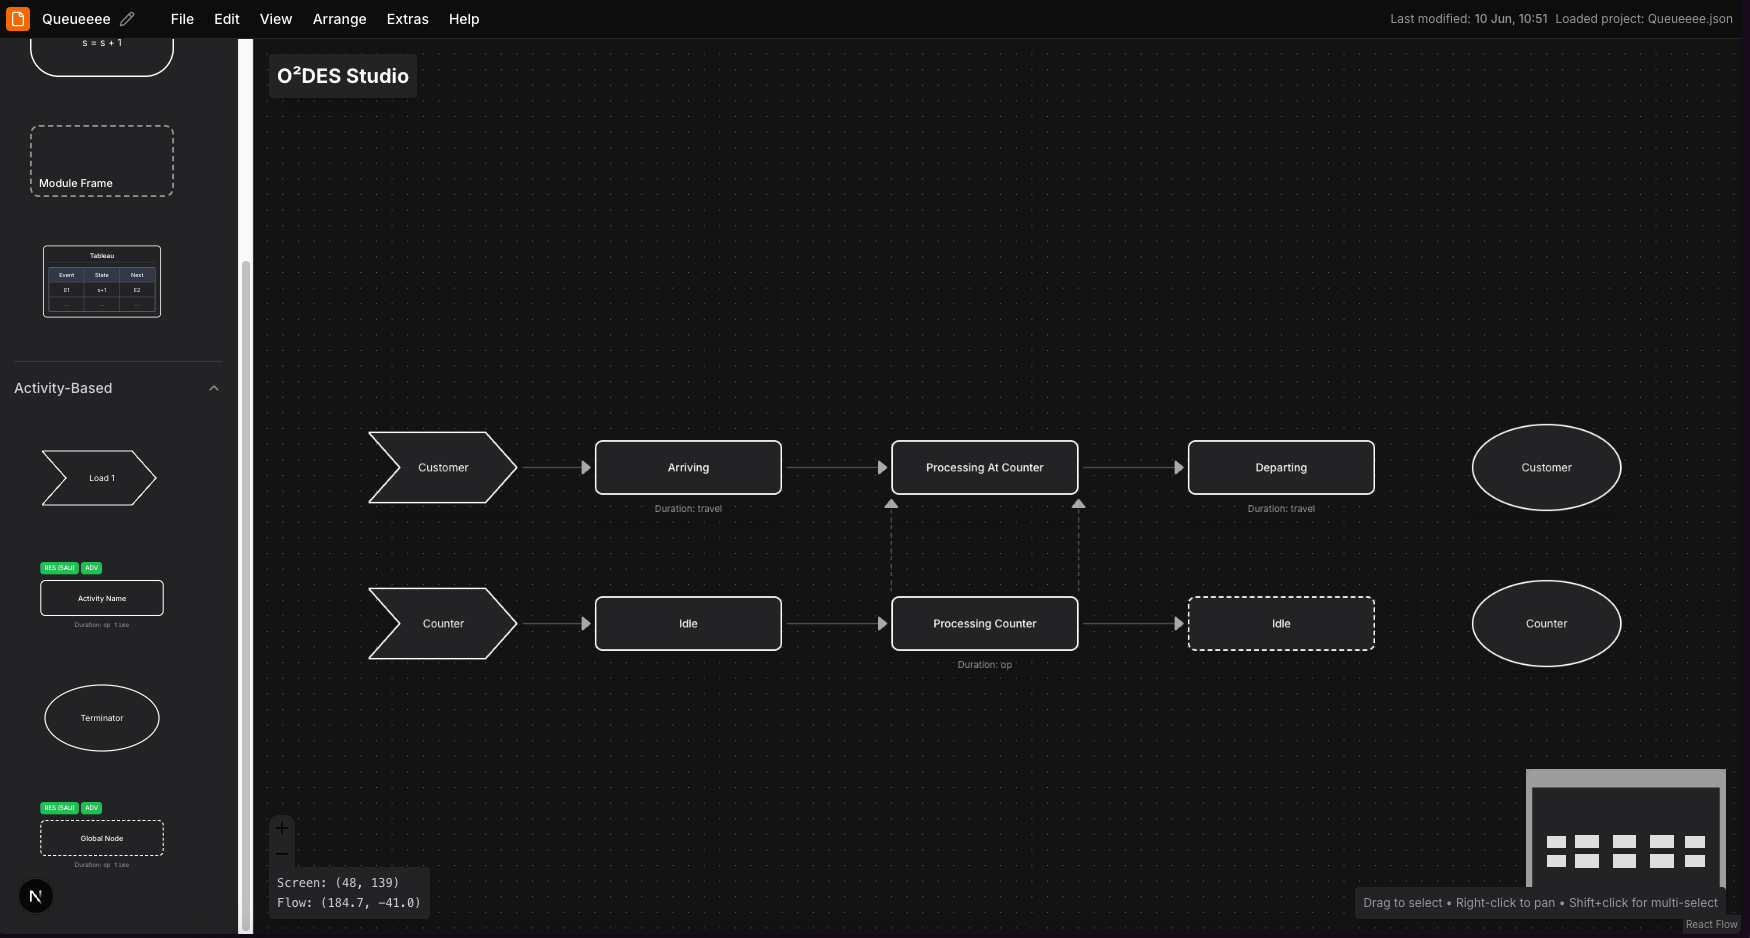 Queueeee
File Edit View Arrange Extras Help
Last modified: 10 Jun, 10:51 Loaded project: Queueeee.json
s = s + 1
Module Frame
Tableau
Event State Next
E1 s+1 E2
... ... ...
Activity-Based
Load 1
RES (5AU) ADV
Activity Name
Duration: op time
Terminator
RES (5AU) ADV
Global Node
Duration: op time
N
O²DES Studio
Customer
Arriving
Processing At Counter
Departing
Customer
Duration: travel
Duration: travel
Counter
Idle
Processing Counter
Idle
Counter
Duration: op
Screen: (48, 139)
Flow: (184.7, -41.0)
Drag to select • Right-click to pan • Shift+click for multi-select
React Flow